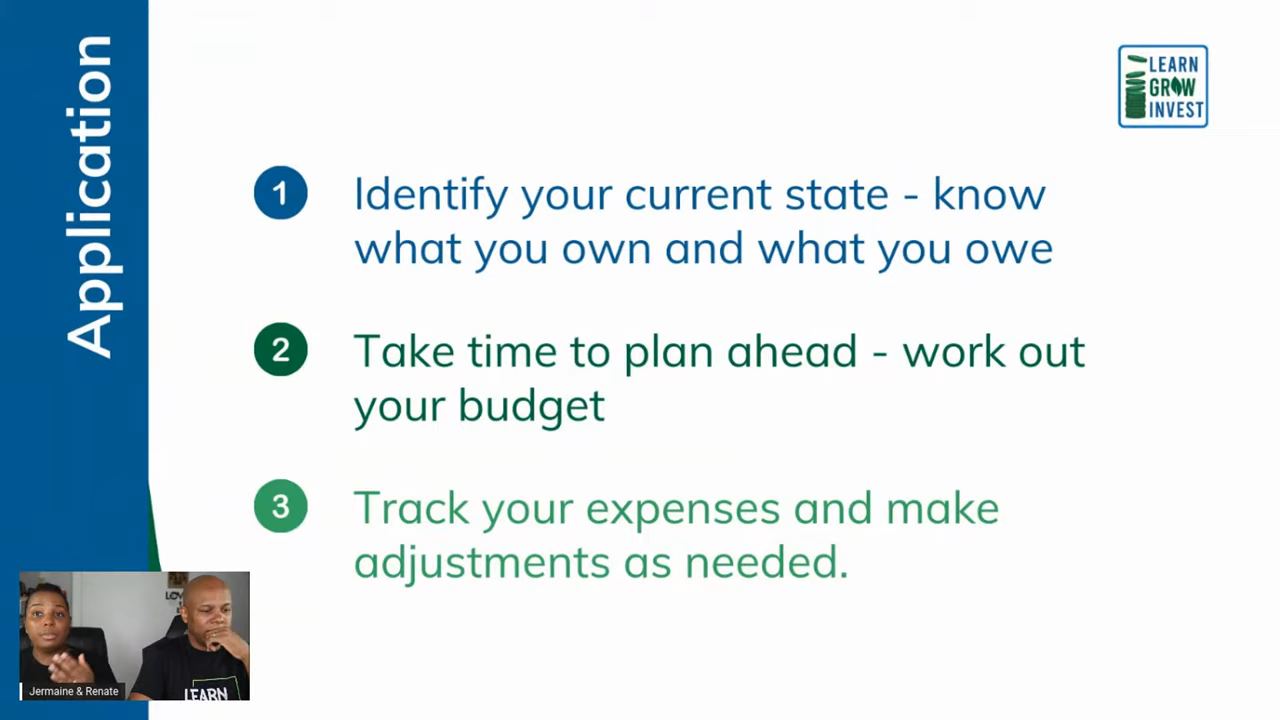 Application
LEARN
GROW
INVEST
1
Identify your current state - know
what you own and what you owe
2
Take time to plan ahead - work out
your budget
3
Track your expenses and make
adjustments as needed.
Jermaine & Renate
LEARN